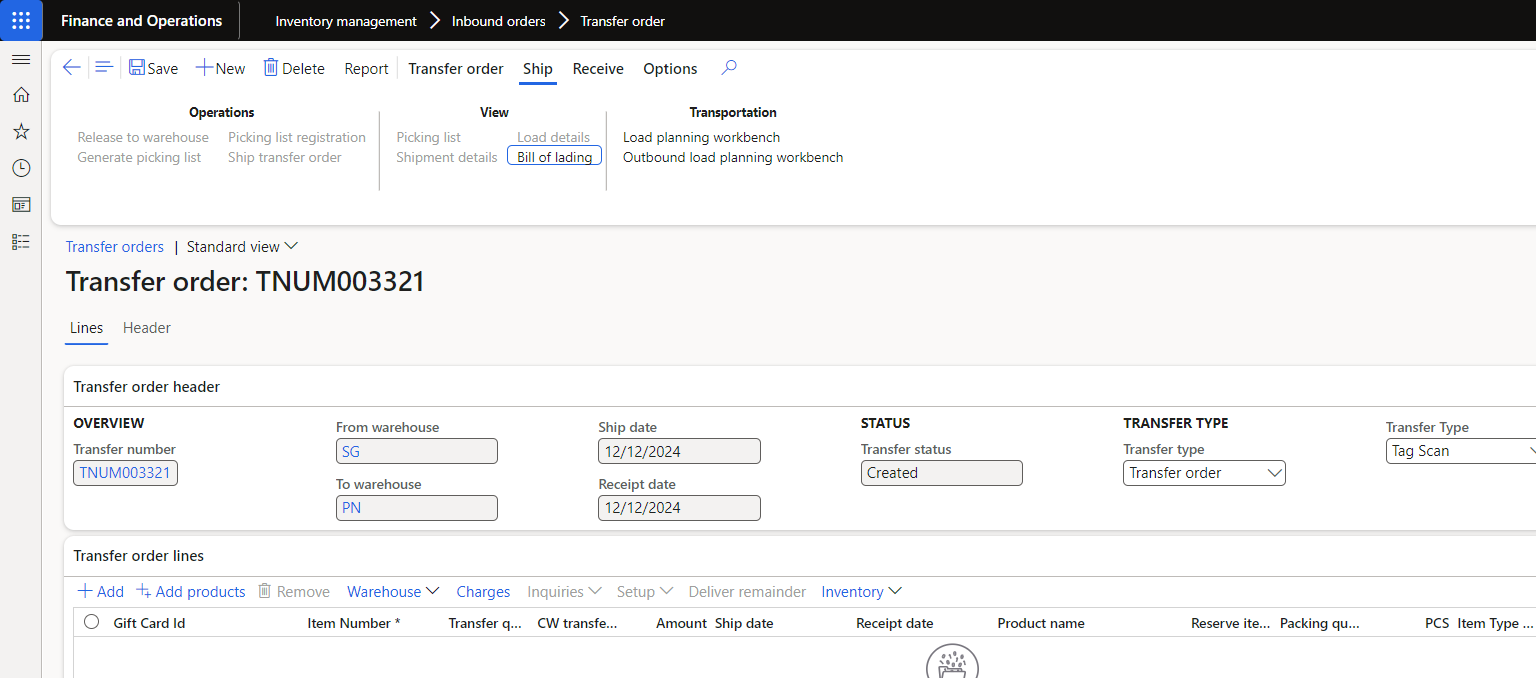 Finance and Operations
Inventory management Inbound orders Transfer order
Save New Delete Report Transfer order Ship Receive Options
Operations View Transportation
Release to warehouse Picking list registration Picking list Load details Load planning workbench
Generate picking list Ship transfer order Shipment details Bill of lading Outbound load planning workbench
Transfer orders | Standard view
Transfer order: TNUM003321
Lines Header
Transfer order header
OVERVIEW
Transfer number
TNUM003321
From warehouse
SG
To warehouse
PN
Ship date
12/12/2024
Receipt date
12/12/2024
STATUS
Transfer status
Created
TRANSFER TYPE
Transfer type
Transfer order
Transfer Type
Tag Scan
Transfer order lines
Add Add products Remove Warehouse Charges Inquiries Setup Deliver remainder Inventory
Gift Card Id Item Number * Transfer q... CW transfe... Amount Ship date Receipt date Product name Reserve ite... Packing qu... PCS Item Type ...